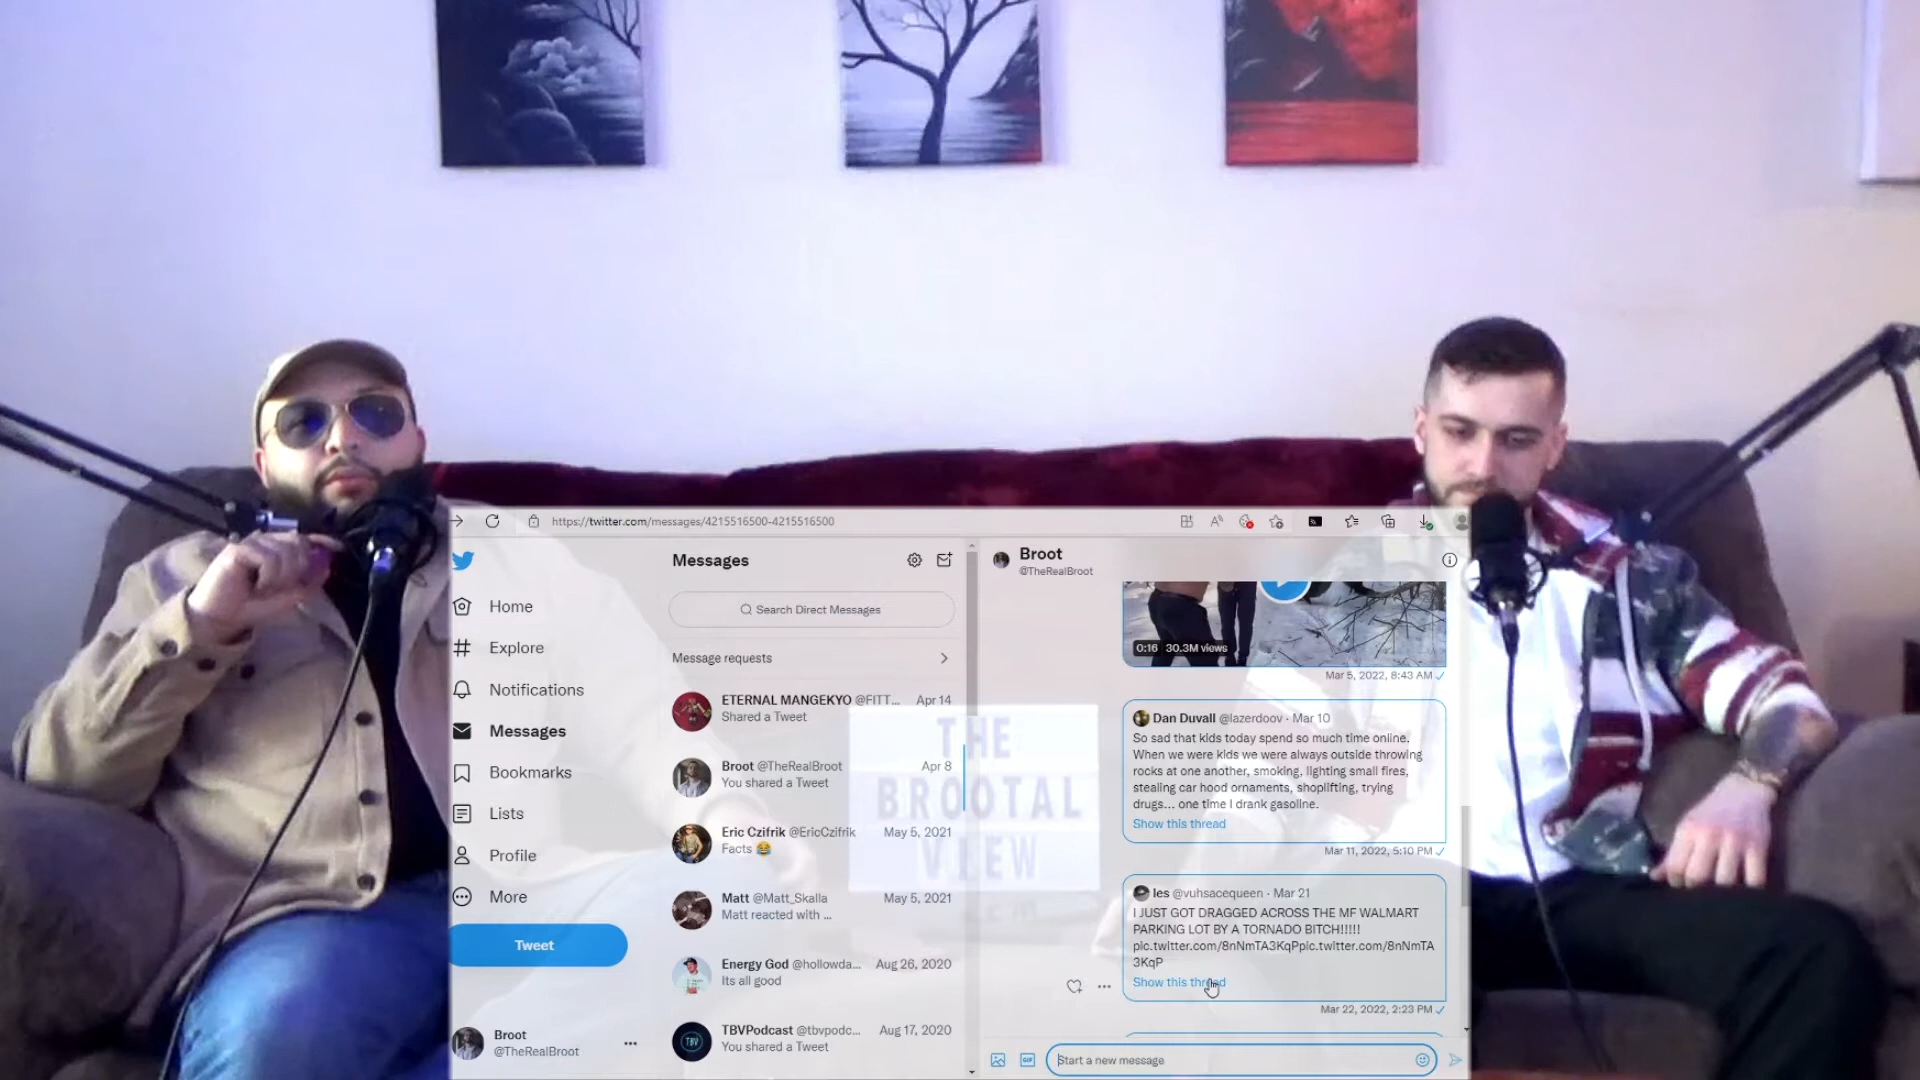 https://twitter.com/messages/4215516500-4215516500
Home
Explore
Notifications
Messages
Bookmarks
Lists
Profile
More
Tweet
Broot
@TheRealBroot
Messages
Search Direct Messages
Message requests
ETERNAL MANGEKYO @FITT... Apr 14
Shared a Tweet
Broot @TheRealBroot Apr 8
You shared a Tweet
Eric Czifrik @EricCzifrik May 5, 2021
Facts 😂
Matt @Matt_Skalla May 5, 2021
Matt reacted with ...
Energy God @hollowda... Aug 26, 2020
Its all good
TBV
TBVPodcast @tbvpodc... Aug 17, 2020
You shared a Tweet
THE
BROOTAL
VIEW
Broot
@TheRealBroot
0:16 30.3M views
Mar 5, 2022, 8:43 AM
Dan Duvall @lazerdoov · Mar 10
So sad that kids today spend so much time online.
When we were kids we were always outside throwing
rocks at one another, smoking, lighting small fires,
stealing car hood ornaments, shoplifting, trying
drugs... one time I drank gasoline.
Show this thread
Mar 11, 2022, 5:10 PM
les @vuhsacequeen · Mar 21
I JUST GOT DRAGGED ACROSS THE MF WALMART
PARKING LOT BY A TORNADO BITCH!!!!!
pic.twitter.com/8nNmTA3KqPpic.twitter.com/8nNmTA
3KqP
Show this thread
Mar 22, 2022, 2:23 PM
GIF
Start a new message